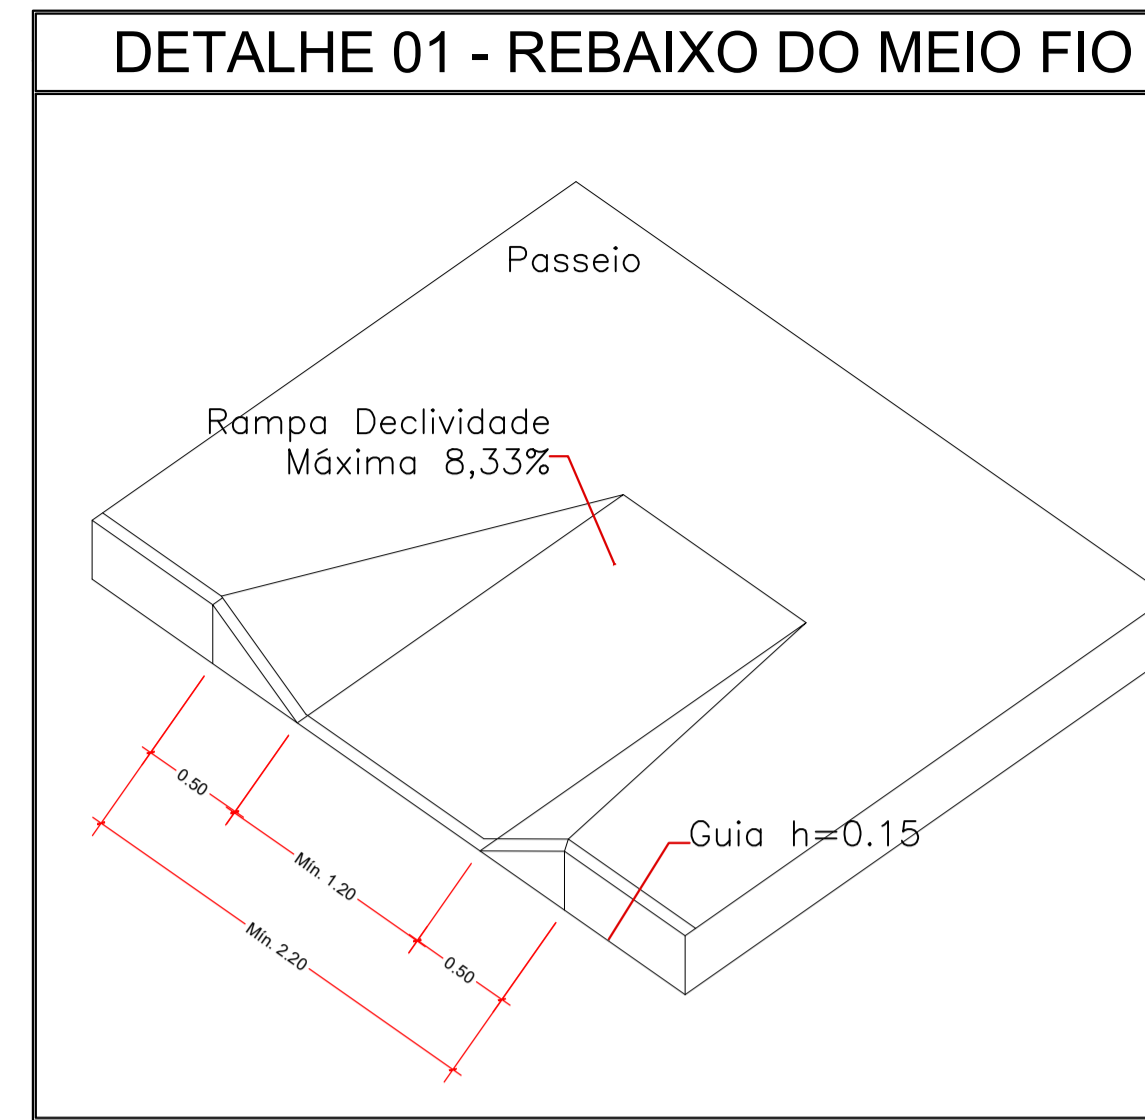 DETALHE 01 - REBAIXO DO MEIO FIO
Passeio
Rampa Declividade
Máxima 8,33%
0.50
Mín. 1.20
Guia h=0.15
Mín. 2.20
0.50